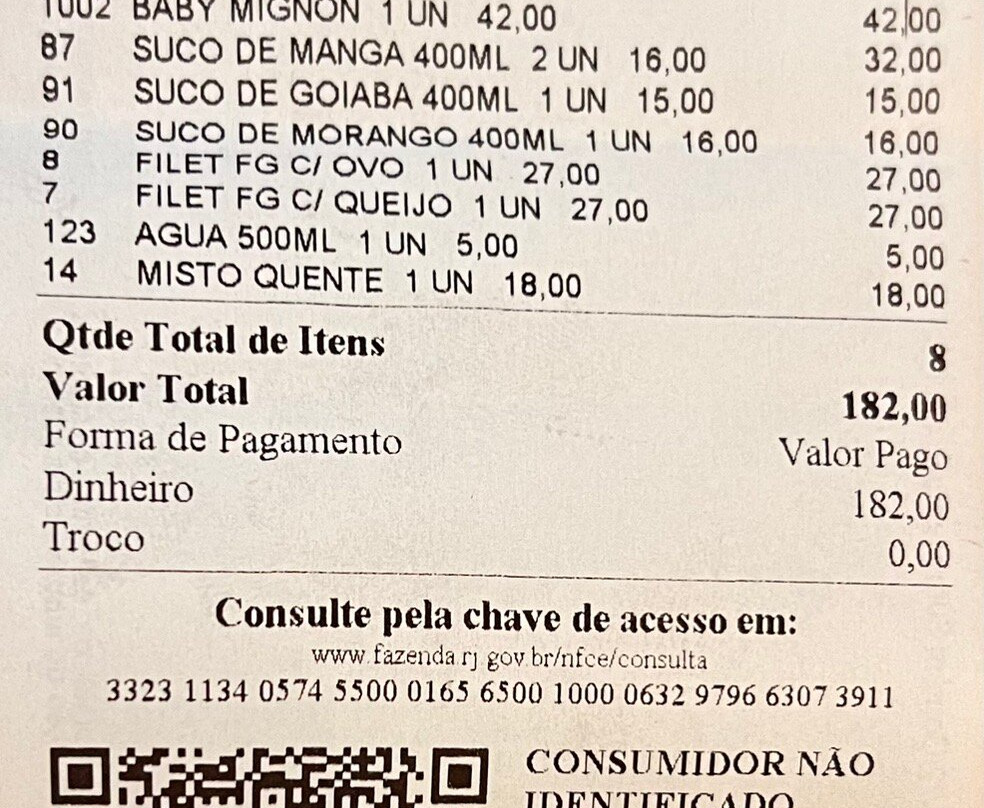 1002 BABY MIGNON 1 UN 42,00 42,00
87 SUCO DE MANGA 400ML 2 UN 16,00 32,00
91 SUCO DE GOIABA 400ML 1 UN 15,00 15,00
90 SUCO DE MORANGO 400ML 1 UN 16,00 16,00
8 FILET FG C/ OVO 1 UN 27,00 27,00
7 FILET FG C/ QUEIJO 1 UN 27,00 27,00
123 AGUA 500ML 1 UN 5,00 5,00
14 MISTO QUENTE 1 UN 18,00 18,00
Qtde Total de Itens 8
Valor Total 182,00
Forma de Pagamento Valor Pago
Dinheiro 182,00
Troco 0,00
Consulte pela chave de acesso em:
www.fazenda.rj.gov.br/nfce/consulta
3323 1134 0574 5500 0165 6500 1000 0632 9796 6307 3911
CONSUMIDOR NÃO
IDENTIFICADO